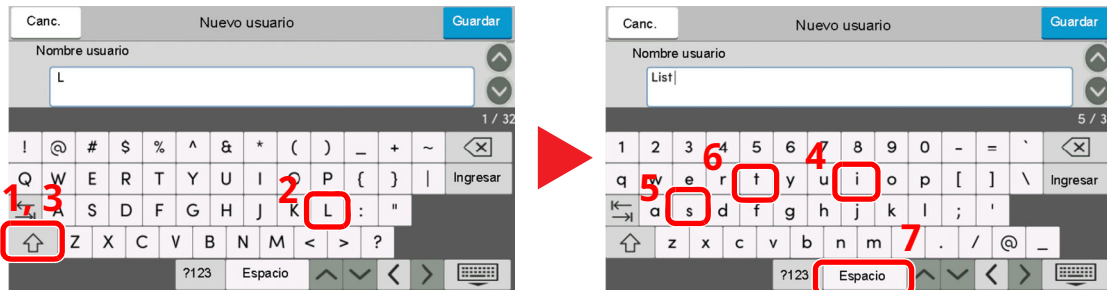 Canc.
Nuevo usuario
Guardar
Nombre usuario
L
1 / 32
! @ # $ % ^ & * ( ) _ + ~
Q W E R T Y U I O P { } | Ingresar
A S D F G H J K L : "
Z X C V B N M < > ?
?123 Espacio
1, 3
2
Canc.
Nuevo usuario
Guardar
Nombre usuario
List
5 / 3
1 2 3 4 5 6 7 8 9 0 - = `
q w e r t y u i o p [ ] \ Ingresar
a s d f g h j k l ; '
z x c v b n m . / @ _
?123 Espacio
6
4
5
7